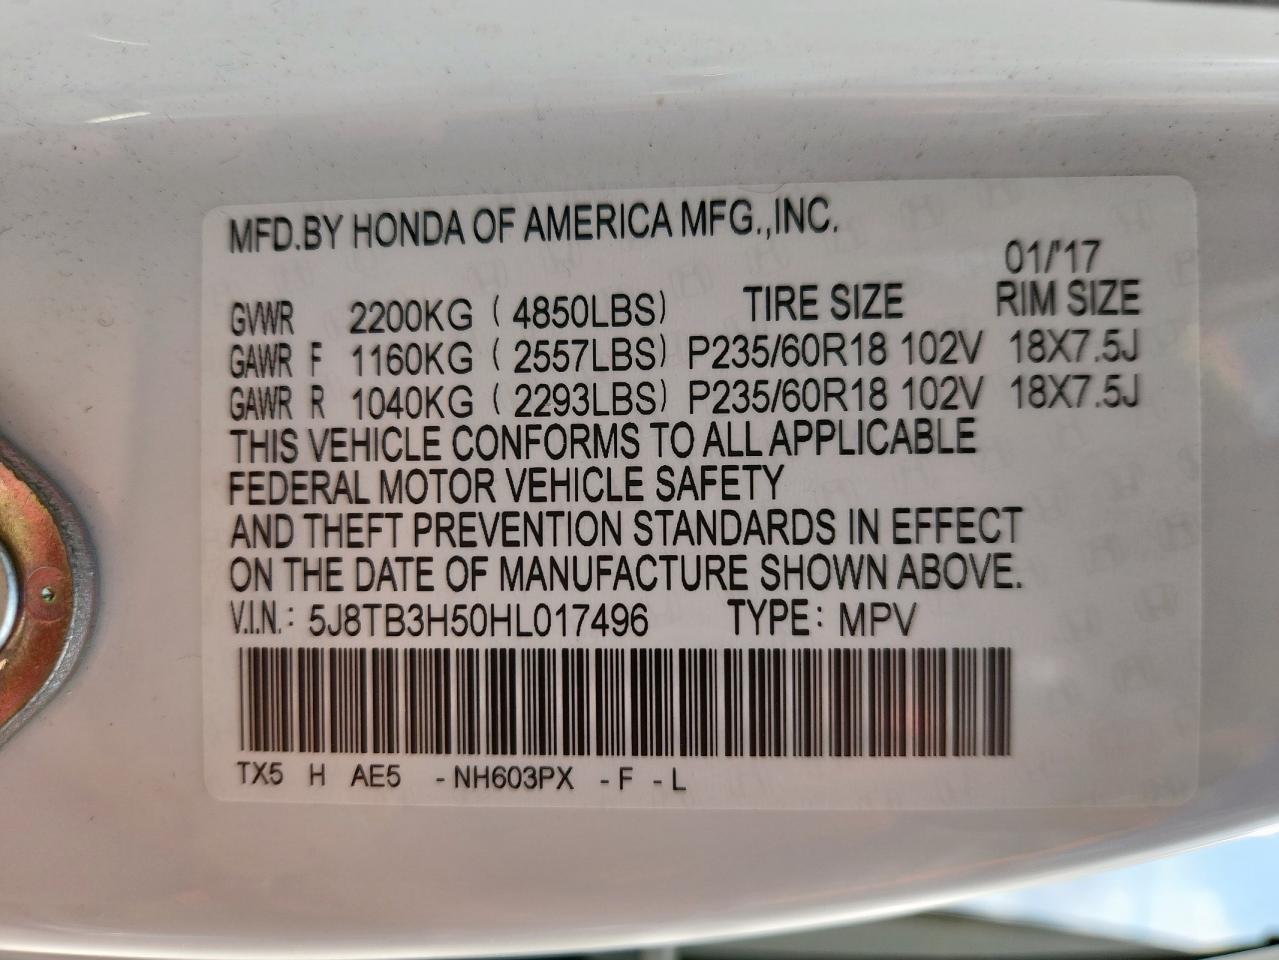 MFD.BY HONDA OF AMERICA MFG.,INC.
01/'17
GVWR 2200KG ( 4850LBS) TIRE SIZE RIM SIZE
GAWR F 1160KG ( 2557LBS) P235/60R18 102V 18X7.5J
GAWR R 1040KG ( 2293LBS) P235/60R18 102V 18X7.5J
THIS VEHICLE CONFORMS TO ALL APPLICABLE
FEDERAL MOTOR VEHICLE SAFETY
AND THEFT PREVENTION STANDARDS IN EFFECT
ON THE DATE OF MANUFACTURE SHOWN ABOVE.
V.I.N.: 5J8TB3H50HL017496 TYPE: MPV
TX5 H AE5 -NH603PX -F -L